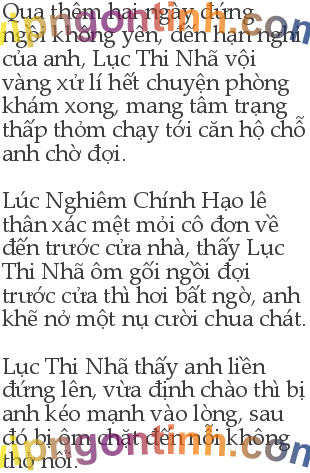 Qua thêm hai ngày đứng
ngồi không yên, đến hạn nghỉ
của anh, Lục Thi Nhã vội
vàng xử lí hết chuyện phòng
khám xong, mang tâm trạng
thấp thỏm chạy tới căn hộ chỗ
anh chờ đợi.
Lúc Nghiêm Chính Hạo lê
thân xác mệt mỏi cô đơn về
đến trước cửa nhà, thấy Lục
Thi Nhã ôm gối ngồi đợi
trước cửa thì hơi bất ngờ, anh
khẽ nở một nụ cười chua chát.
Lục Thi Nhã thấy anh liền
đứng lên, vừa định chào thì bị
anh kéo mạnh vào lòng, sau
đó bị ôm chặt đến nỗi không
thở nổi.
vipngontinh.com
vipngontinh.com